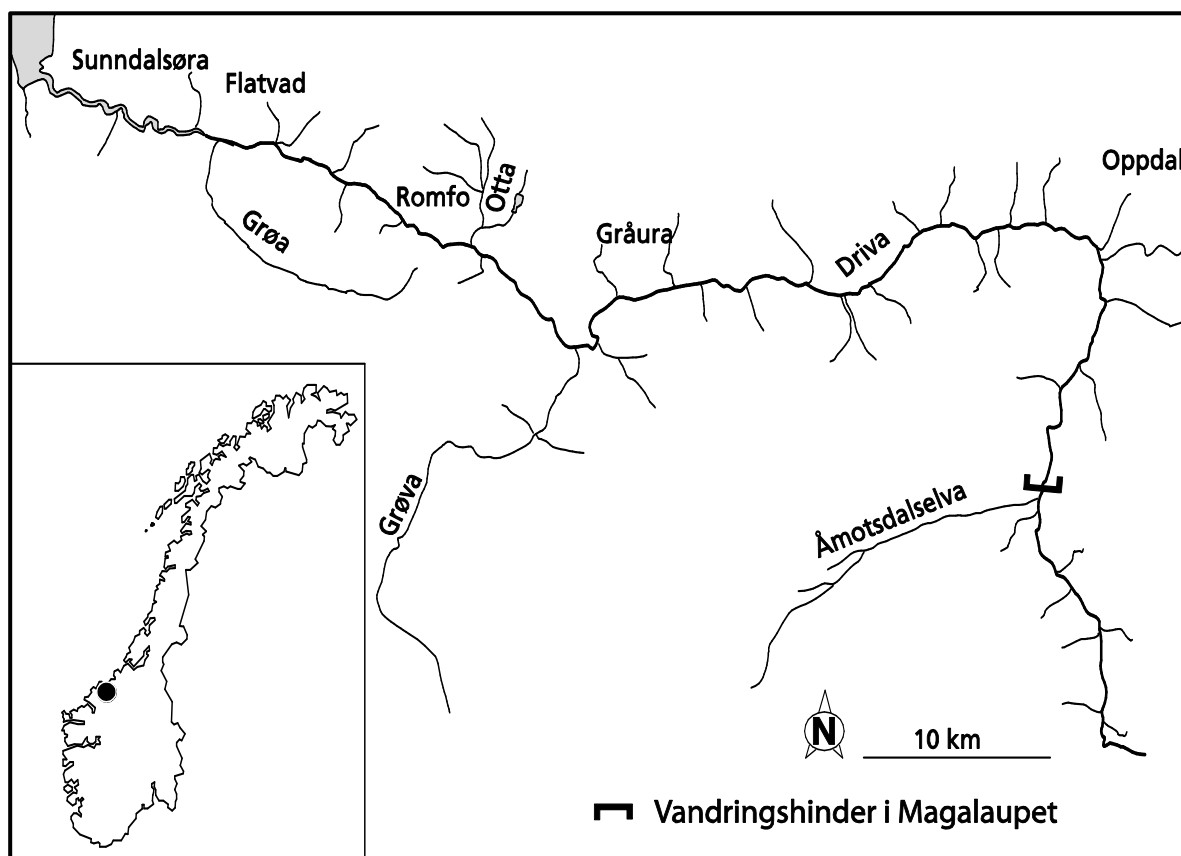 Sunndalsøra
Flatvad
Oppdal
Romfo
Otta
Grøa
Gråura
Driva
Grøva
Åmotsdalselva
N
10 km
Vandringshinder i Magalaupet